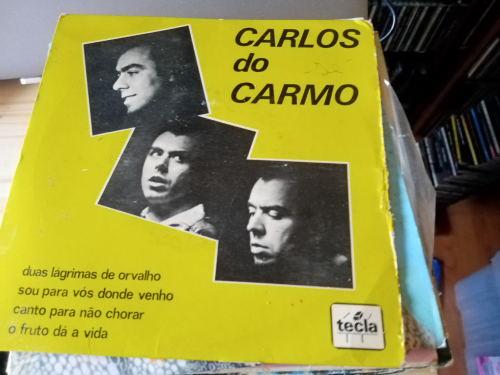 CARLOS
do
CARMO
duas lágrimas de orvalho
sou para vós donde venho
canto para não chorar
o fruto dá a vida
tecla